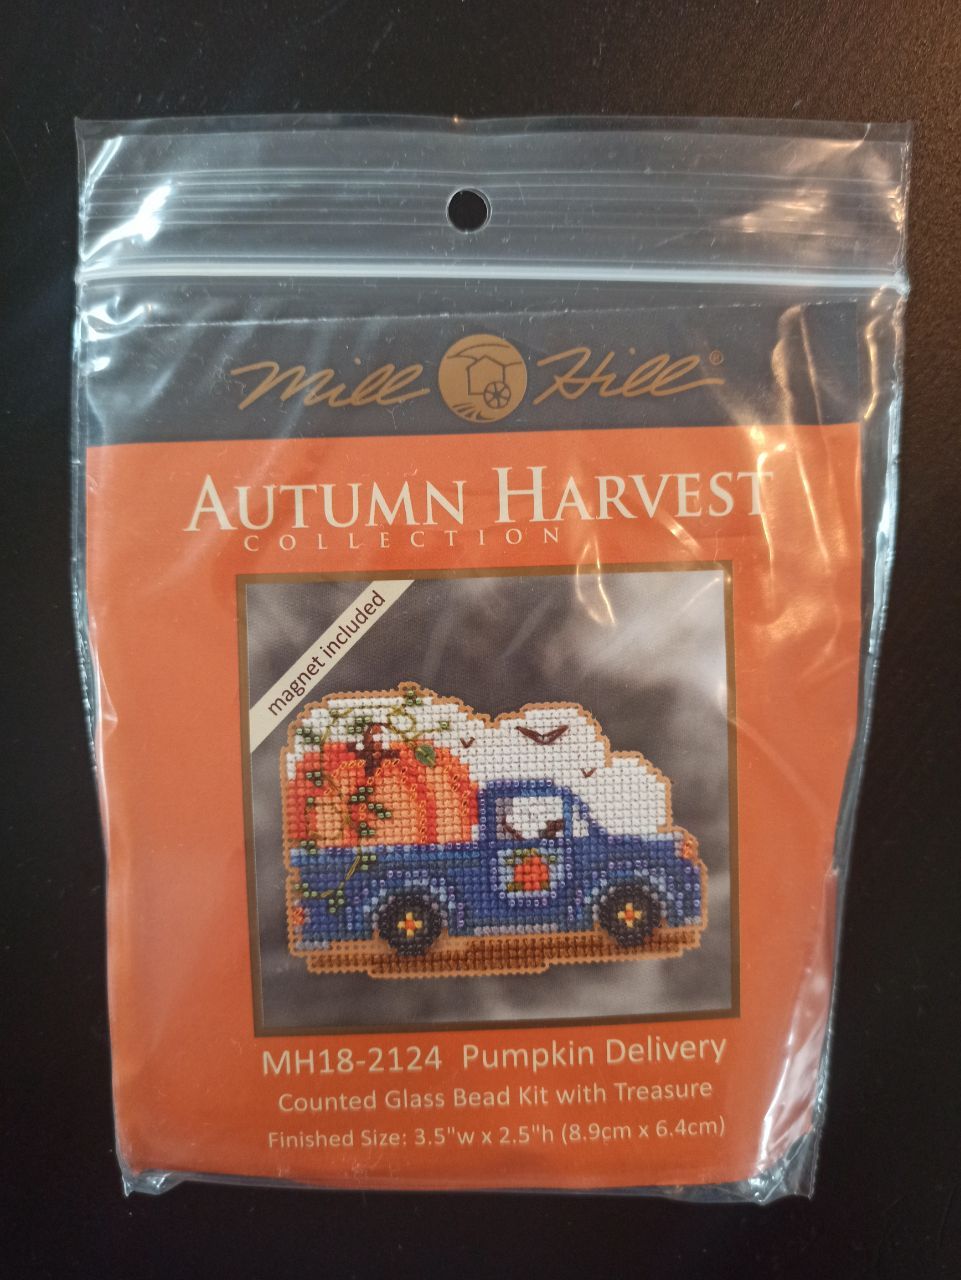 Mill Hill®
AUTUMN HARVEST
COLLECTION
magnet included
MH18-2124 Pumpkin Delivery
Counted Glass Bead Kit with Treasure
Finished Size: 3.5"w x 2.5"h (8.9cm x 6.4cm)